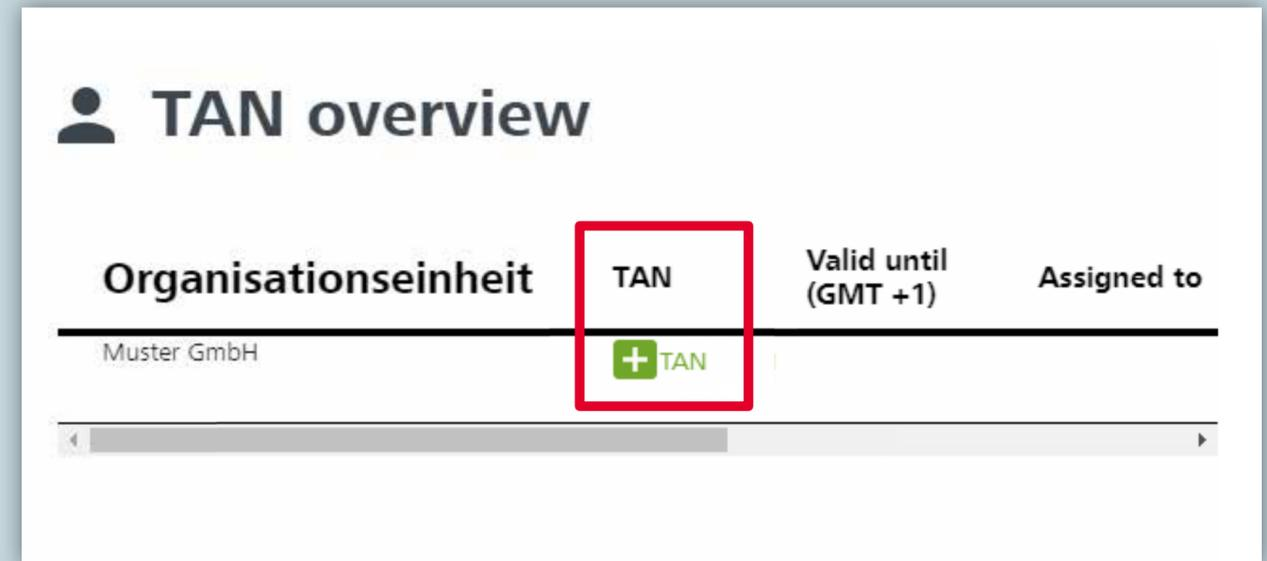 TAN overview
Organisationseinheit TAN Valid until (GMT +1) Assigned to
Muster GmbH + TAN